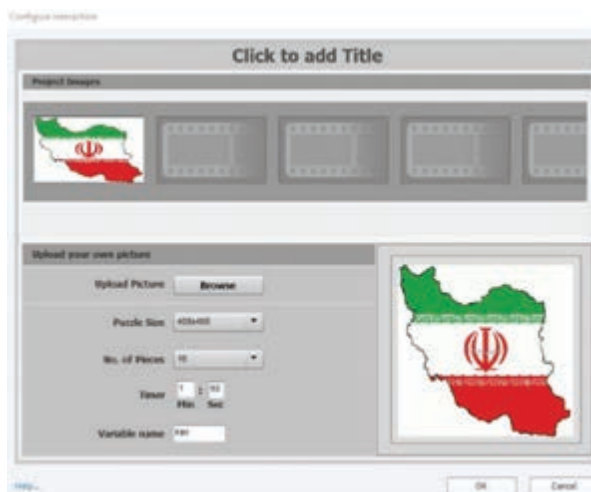 Configure interaction
Click to add Title
Project Images
Upload your own picture
Upload Picture Browse
Puzzle Size 400x400
No. of Pieces
Timer :
Min Sec
Variable name
Help...
OK Cancel